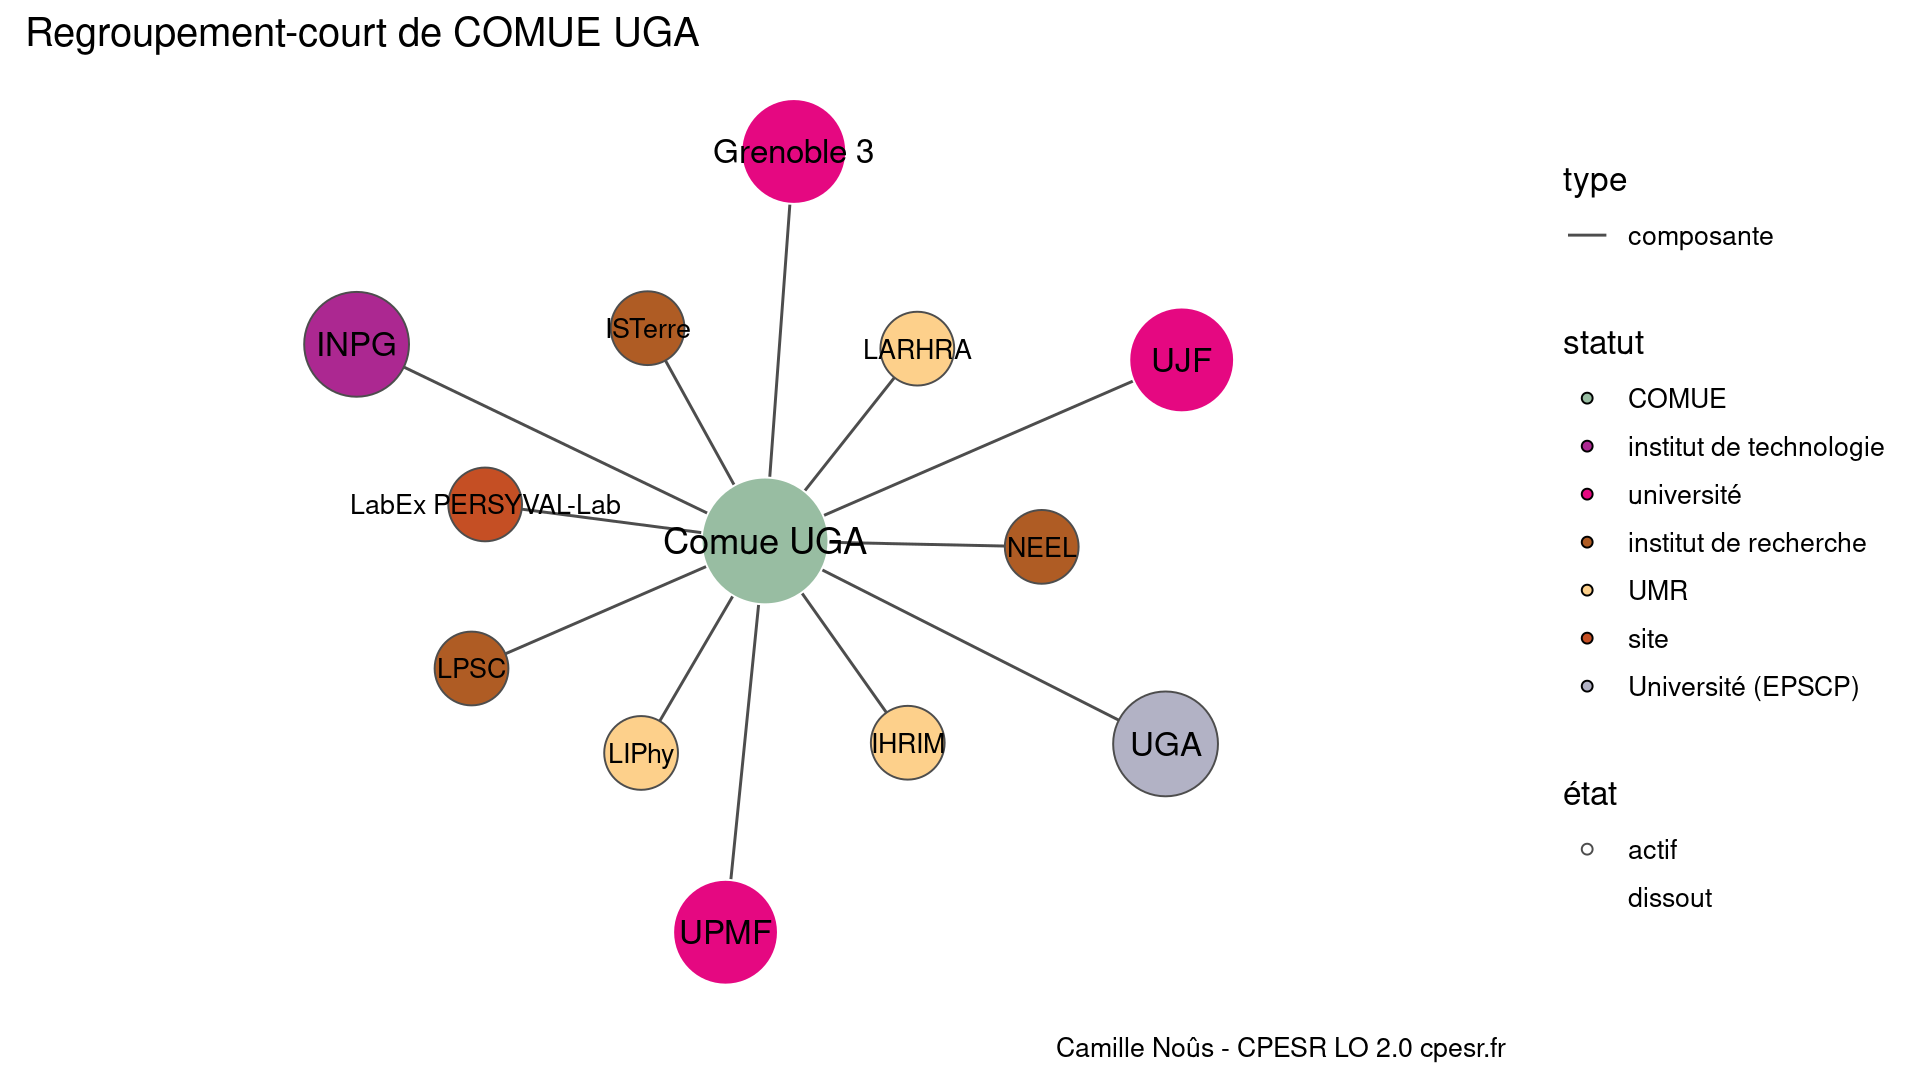 Regroupement-court de COMUE UGA
Grenoble 3
INPG
ISTerre
LARHRA
UJF
LabEx PERSYVAL-Lab
Comue UGA
NEEL
LPSC
LIPhy
IHRIM
UGA
UPMF
type
composante
statut
COMUE
institut de technologie
université
institut de recherche
UMR
site
Université (EPSCP)
état
actif
dissout
Camille Noûs - CPESR LO 2.0 cpesr.fr